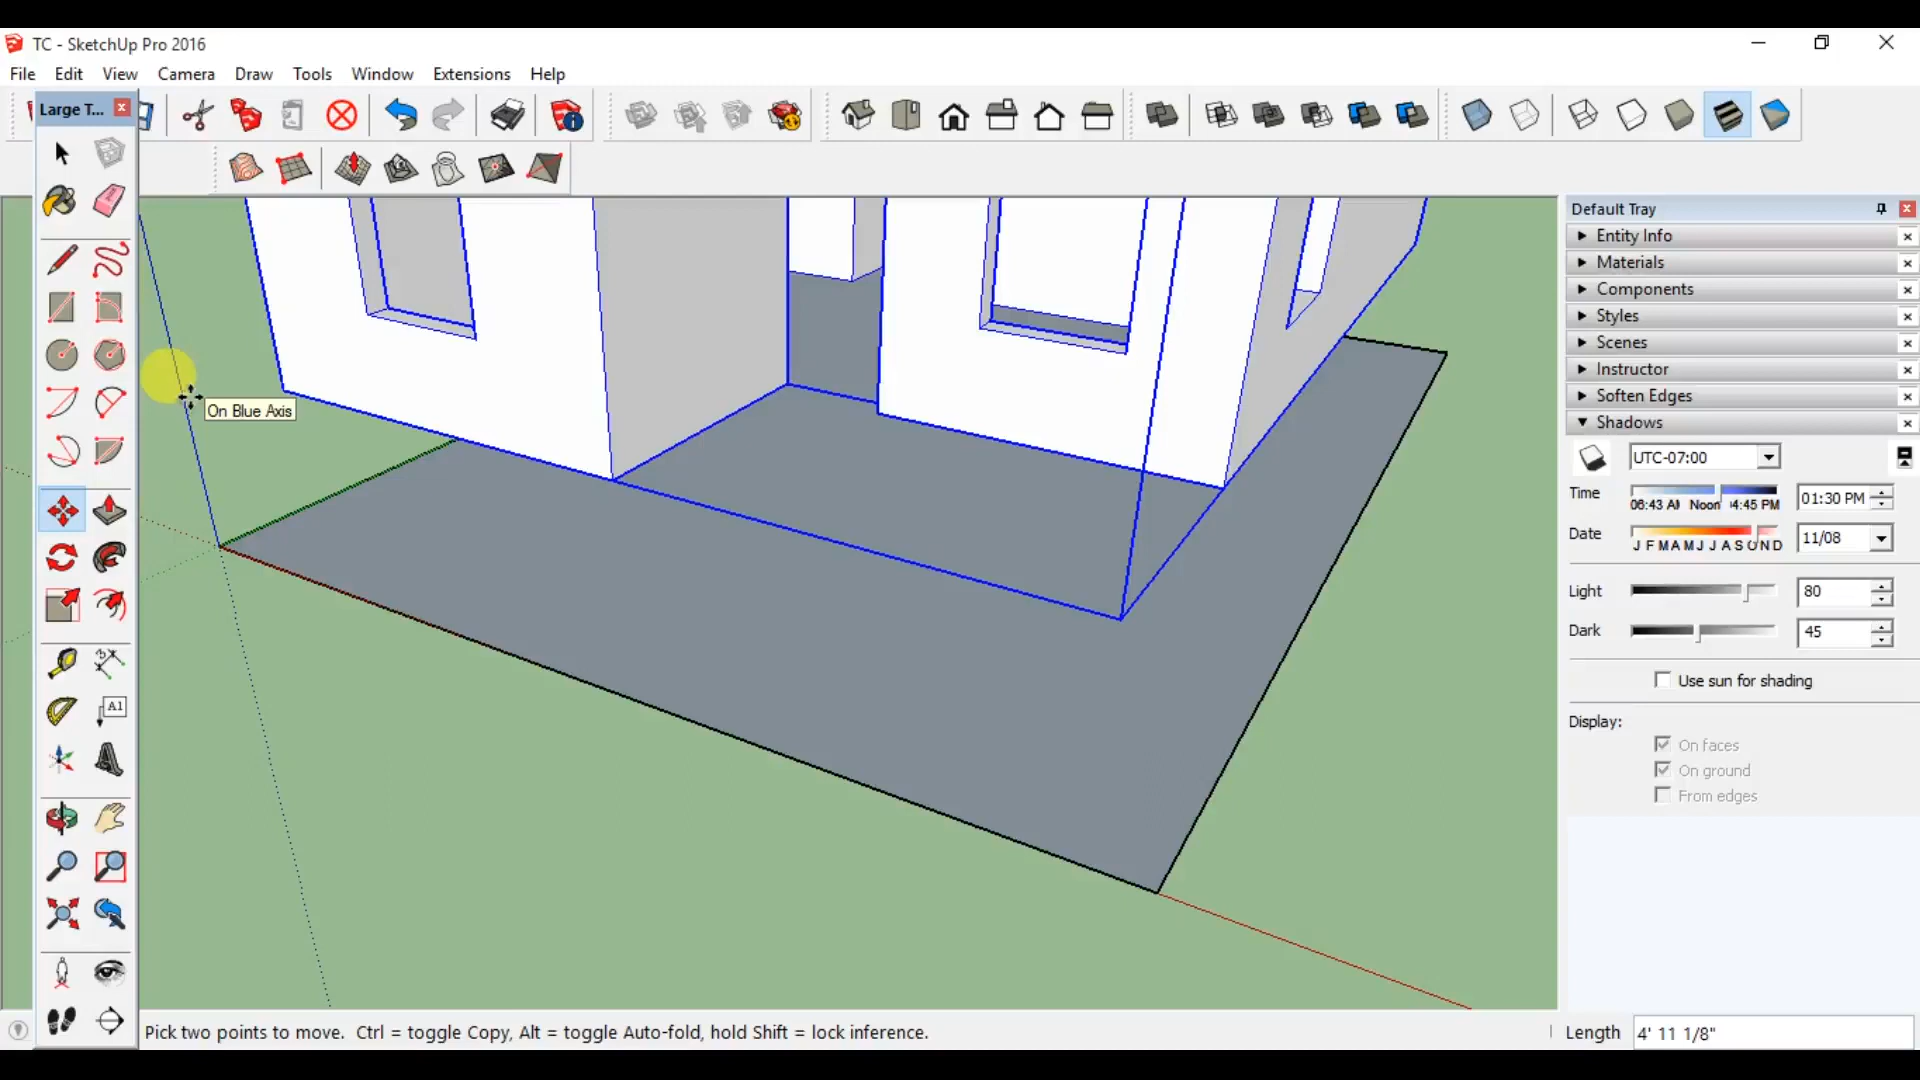 TC - SketchUp Pro 2016
File Edit View Camera Draw Tools Window Extensions Help
Large T...
Default Tray
Entity Info
Materials
Components
Styles
Scenes
Instructor
Soften Edges
Shadows
UTC-07:00
Time
06:43 AM Noon 04:45 PM
01:30 PM
Date
J F M A M J J A S O N D
11/08
Light
80
Dark
45
Use sun for shading
Display:
On faces
On ground
From edges
On Blue Axis
A1
Pick two points to move. Ctrl = toggle Copy, Alt = toggle Auto-fold, hold Shift = lock inference.
Length
4' 11 1/8"